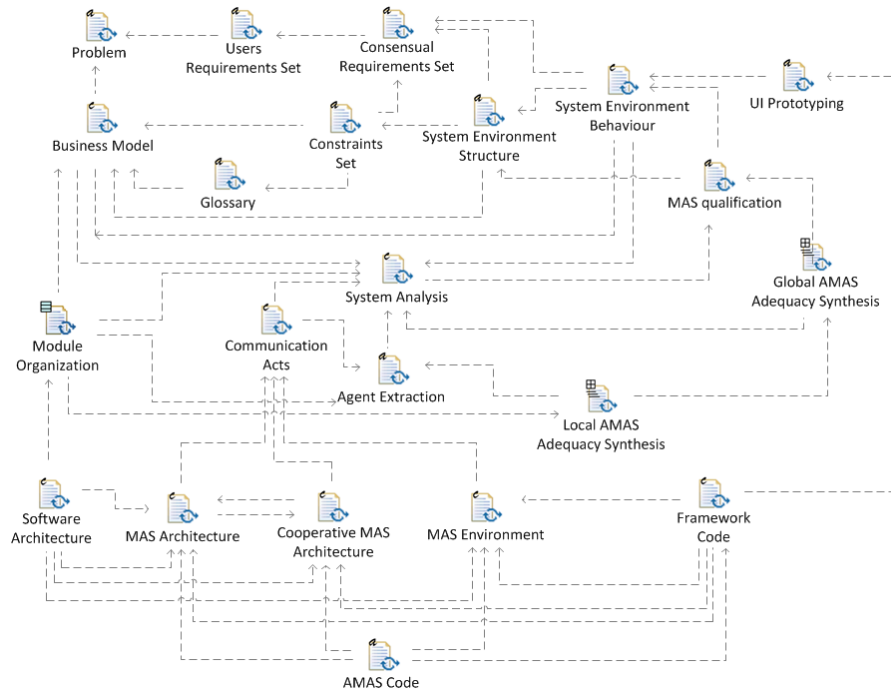 a
Problem
a
Users
Requirements Set
a
Consensual
Requirements Set
c
Business Model
a
Constraints
Set
a
System Environment
Structure
c
System Environment
Behaviour
a
UI Prototyping
a
Glossary
a
MAS qualification
c
System Analysis
Global AMAS
Adequacy Synthesis
Module
Organization
c
Communication
Acts
a
Agent Extraction
Local AMAS
Adequacy Synthesis
c
Software
Architecture
c
MAS Architecture
c
Cooperative MAS
Architecture
c
MAS Environment
c
Framework
Code
a
AMAS Code